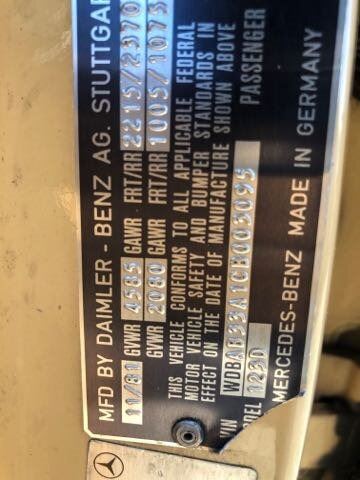 MFD BY DAIMLER - BENZ AG. STUTTGAR
11/81 GVWR 4585 GAWR FRT/RR 2215/2370
GVWR 2080 GAWR FRT/RR 1005/1075
THIS VEHICLE CONFORMS TO ALL APPLICABLE FEDERAL
MOTOR VEHICLE SAFETY AND BUMPER STANDARDS IN
EFFECT ON THE DATE OF MANUFACTURE SHOWN ABOVE
VIN WDBAB33A1CB003095 PASSENGER
DEL 123D
MERCEDES-BENZ MADE IN GERMANY